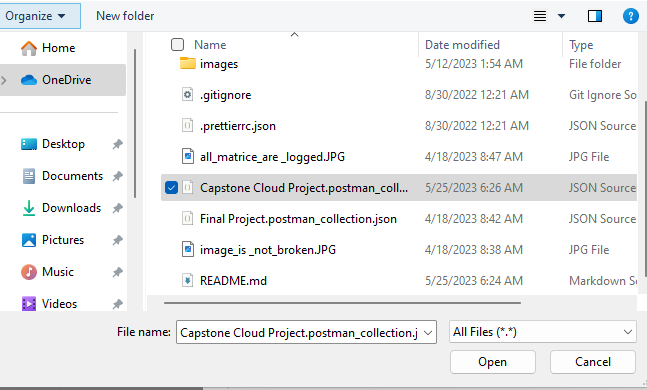 Organize New folder
Home
OneDrive
Desktop
Documents
Downloads
Pictures
Music
Videos
Name Date modified Type
images 5/12/2023 1:54 AM File folder
.gitignore 8/30/2022 12:21 AM Git Ignore So
.prettierrc.json 8/30/2022 12:21 AM JSON Source
all_matrice_are _logged.JPG 4/18/2023 8:47 AM JPG File
Capstone Cloud Project.postman_coll... 5/25/2023 6:26 AM JSON Source
Final Project.postman_collection.json 4/18/2023 8:42 AM JSON Source
image_is _not_broken.JPG 4/18/2023 8:38 AM JPG File
README.md 5/25/2023 6:24 AM Markdown S
File name: Capstone Cloud Project.postman_collection.j All Files (*.*)
Open Cancel